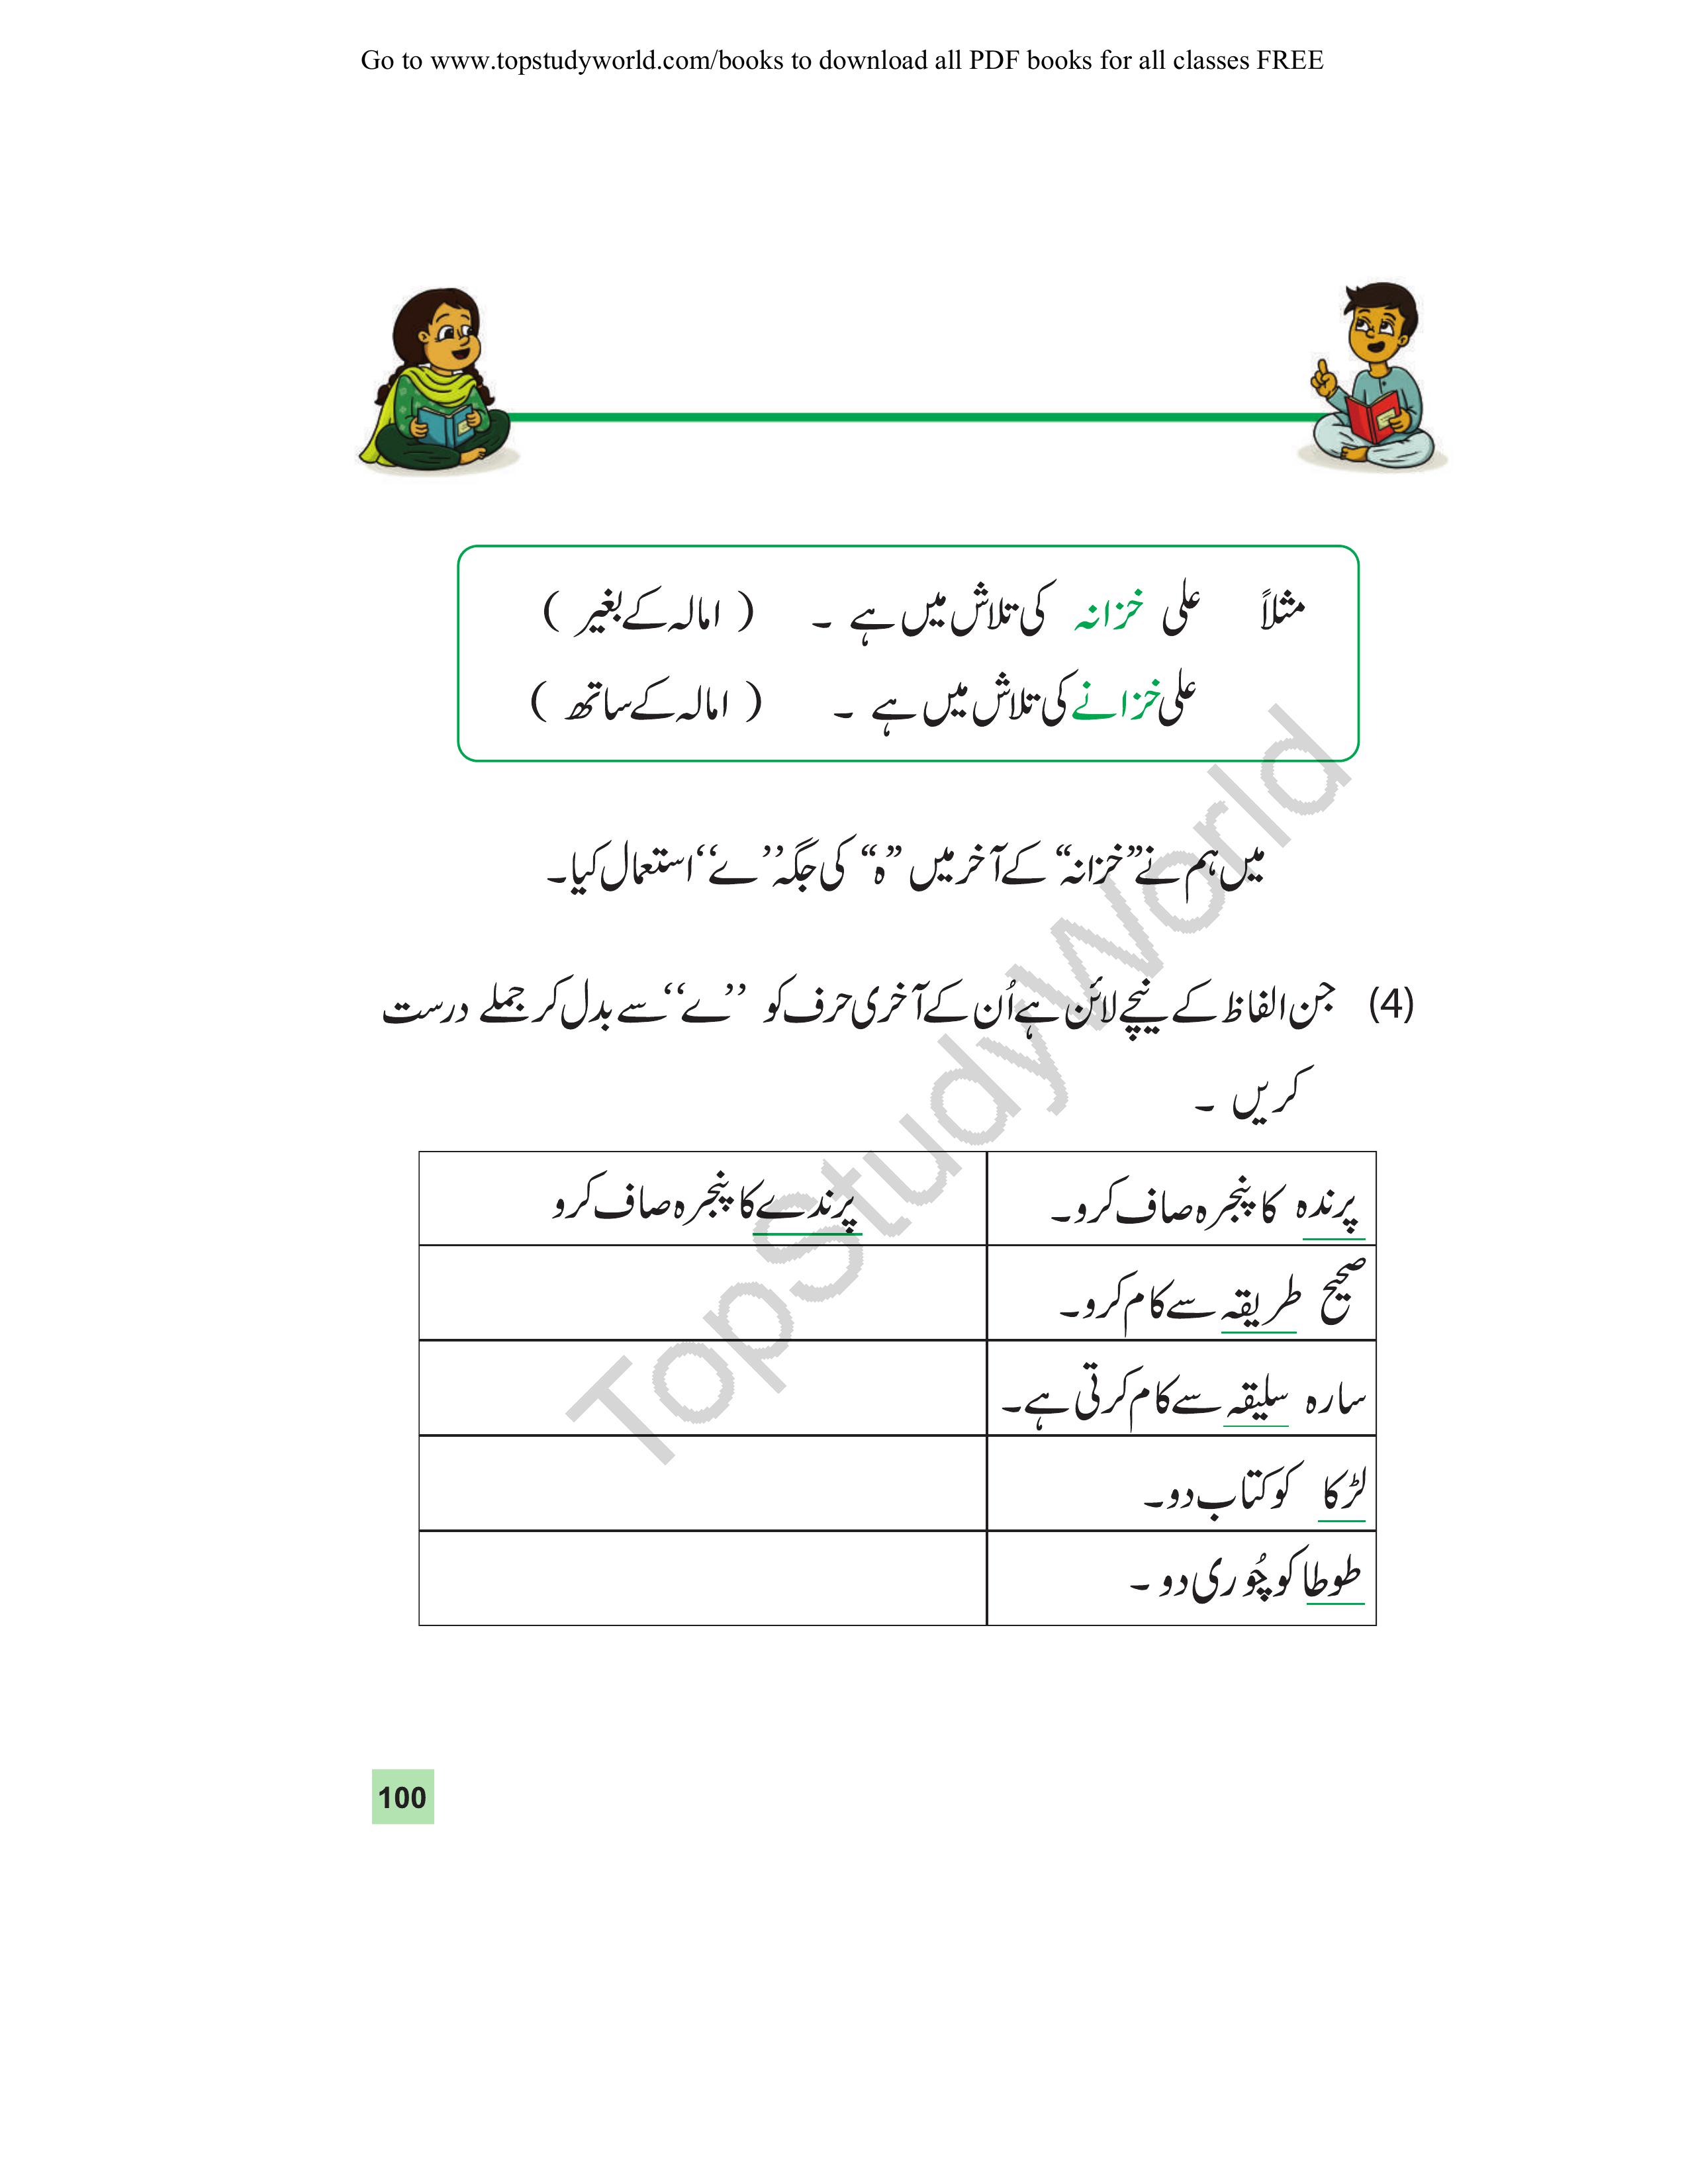 Go to www.topstudyworld.com/books to download all PDF books for all classes FREE
مثلاً علی خزانہ کی تلاش میں ہے ۔ ( امالہ کے بغیر )
علی خزانے کی تلاش میں ہے ۔ ( امالہ کے ساتھ )
میں ہم نے ”خزانہ“ کے آخر میں ”ہ“ کی جگہ ’’ے‘‘ استعمال کیا۔
(4) جن الفاظ کے نیچے لائن ہے اُن کے آخری حرف کو ’’ے‘‘ سے بدل کر جملے درست
کریں ۔
پرندہ کا پنجرہ صاف کرو۔ پرندے کا پنجرہ صاف کرو
صحیح طریقہ سے کام کرو۔
سارہ سلیقہ سے کام کرتی ہے۔
لڑکا کو کتاب دو۔
طوطا کو چُوری دو ۔
TopStudyWorld
100